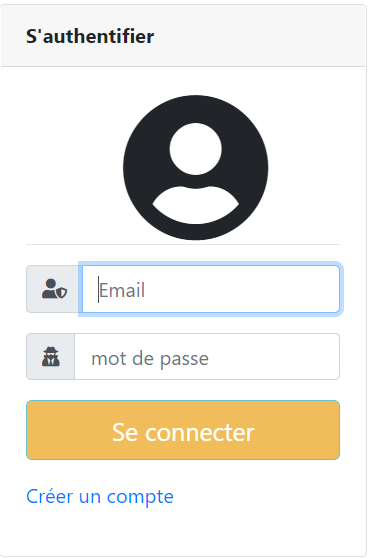 S'authentifier
Email
mot de passe
Se connecter
Créer un compte